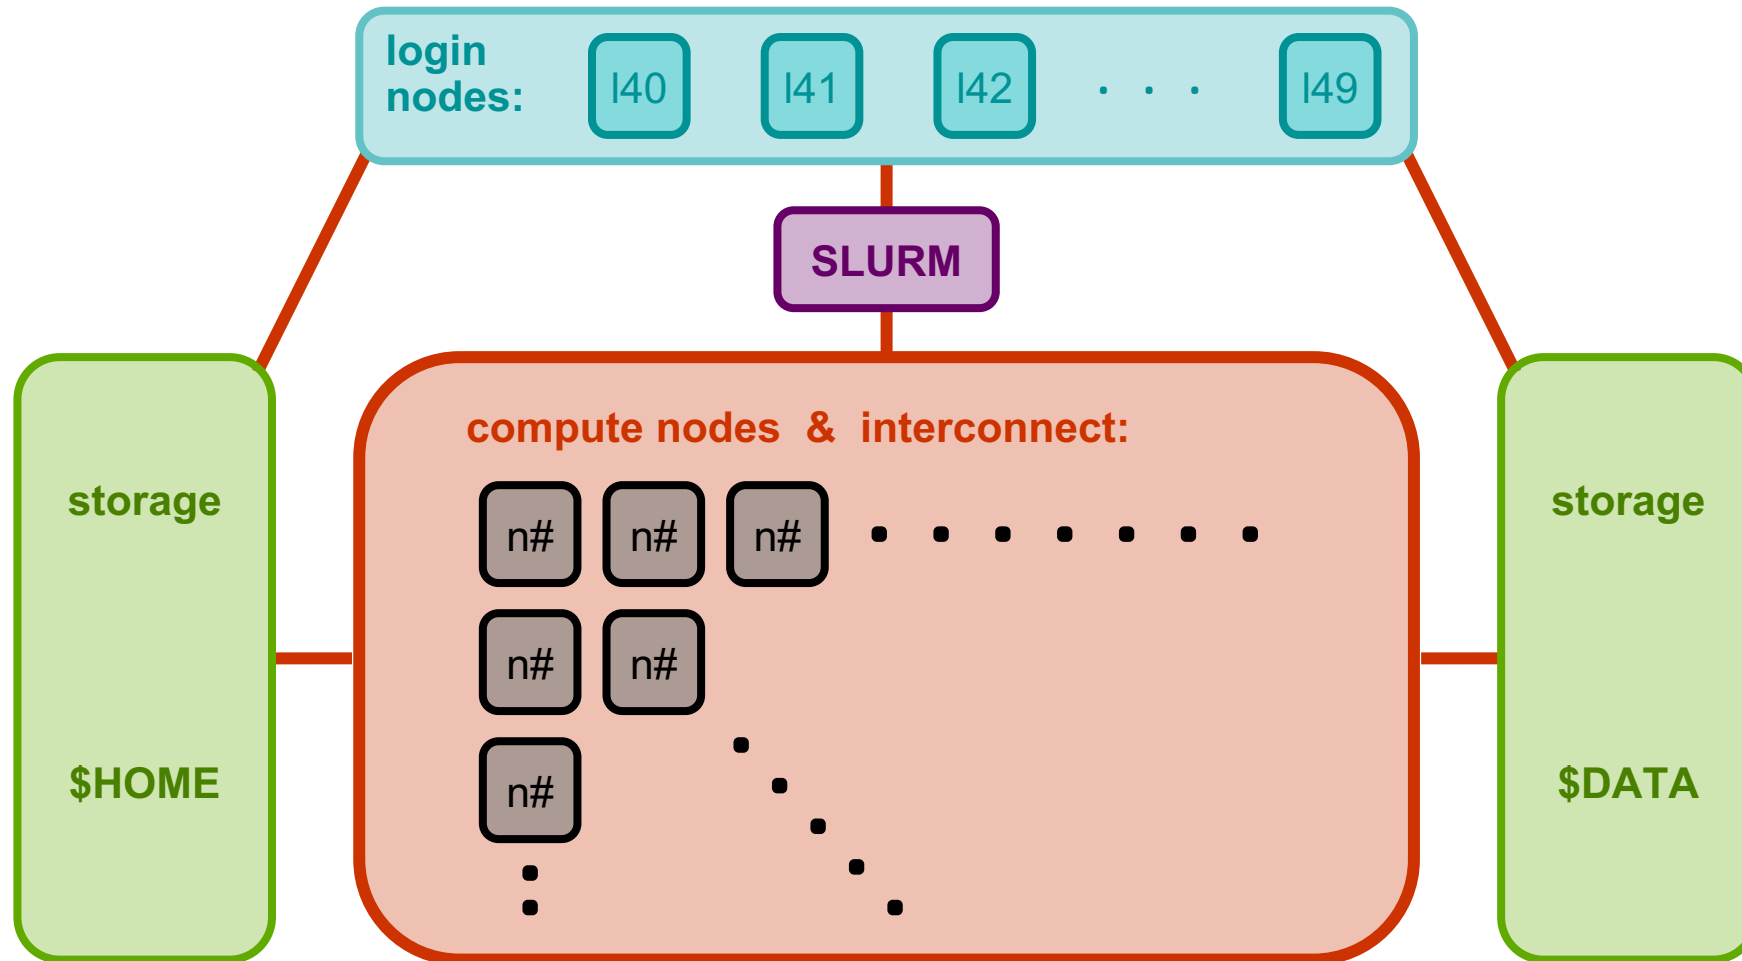 login
nodes:
l40 l41 l42 . . . l49
SLURM
compute nodes & interconnect:
storage
n# n# n#
storage
n# n#
$HOME
n#
$DATA